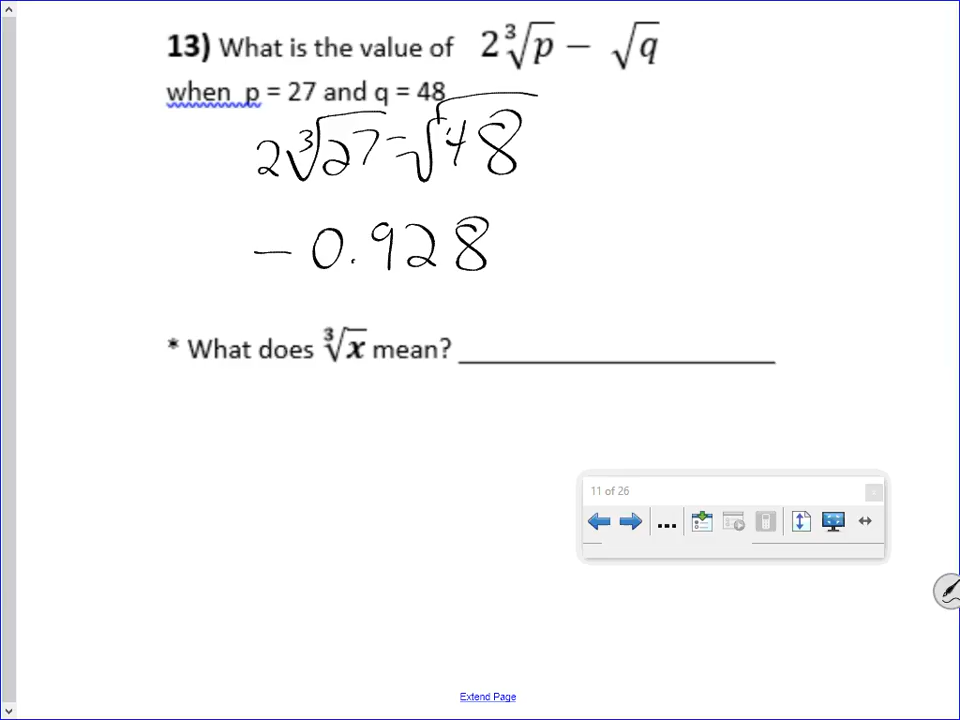 13) What is the value of 2∛p − √q
when p = 27 and q = 48
2∛27 − √48
− 0.928
* What does ∛x mean? ____________________
11 of 26
...
Extend Page